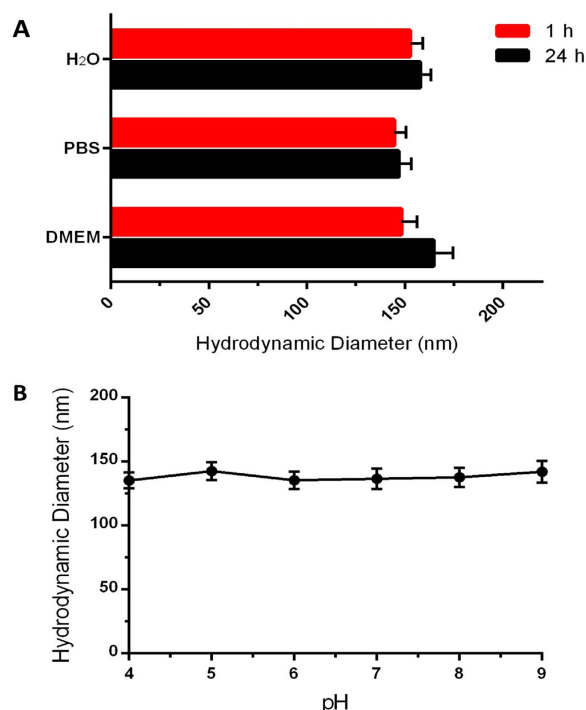 A
1 h
24 h
H₂O
PBS
DMEM
0
50
100
150
200
Hydrodynamic Diameter (nm)
B
Hydrodynamic Diameter (nm)
200
150
100
50
0
4 5 6 7 8 9
pH